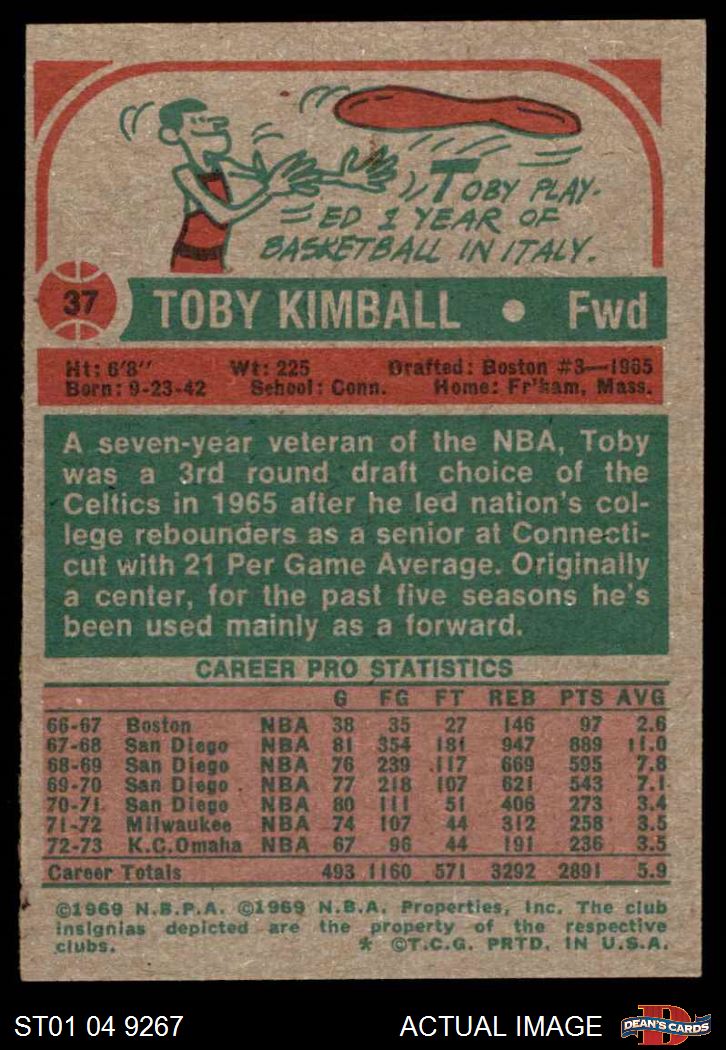 TOBY PLAY-
ED 1 YEAR OF
BASKETBALL IN ITALY.
37 TOBY KIMBALL • Fwd
Ht: 6'8" Wt: 225 Drafted: Boston #3—1965
Born: 9-23-42 School: Conn. Home: Fr'ham, Mass.
A seven-year veteran of the NBA, Toby
was a 3rd round draft choice of the
Celtics in 1965 after he led nation's col-
lege rebounders as a senior at Connecti-
cut with 21 Per Game Average. Originally
a center, for the past five seasons he's
been used mainly as a forward.
CAREER PRO STATISTICS
G FG FT REB PTS AVG
66-67 Boston NBA 38 35 27 146 97 2.6
67-68 San Diego NBA 81 354 181 947 889 11.0
68-69 San Diego NBA 76 239 117 669 595 7.8
69-70 San Diego NBA 77 218 107 621 543 7.1
70-71 San Diego NBA 80 111 51 406 273 3.4
71-72 Milwaukee NBA 74 107 44 312 258 3.5
72-73 K.C. Omaha NBA 67 96 44 191 236 3.5
Career Totals 493 1160 571 3292 2891 5.9
©1969 N.B.P.A. ©1969 N.B.A. Properties, Inc. The club
insignias depicted are the property of the respective
clubs. * ©T.C.G. PRTD. IN U.S.A.
ST01 04 9267 ACTUAL IMAGE D DEAN'S CARDS